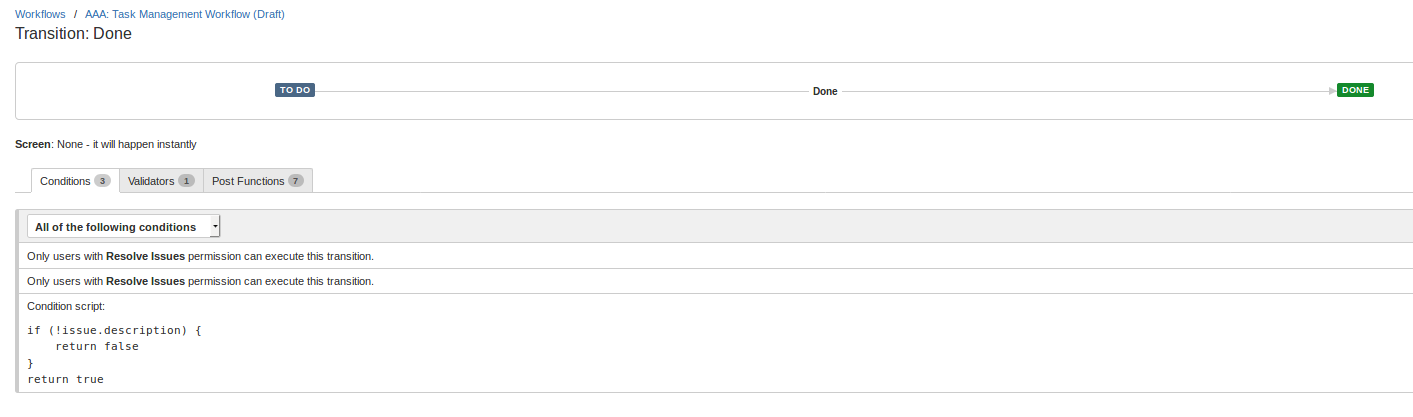 Workflows / AAA: Task Management Workflow (Draft)
Transition: Done
TO DO Done DONE
Screen: None - it will happen instantly
Conditions 3 Validators 1 Post Functions 7
All of the following conditions
Only users with Resolve Issues permission can execute this transition.
Only users with Resolve Issues permission can execute this transition.
Condition script:
if (!issue.description) {
    return false
}
return true